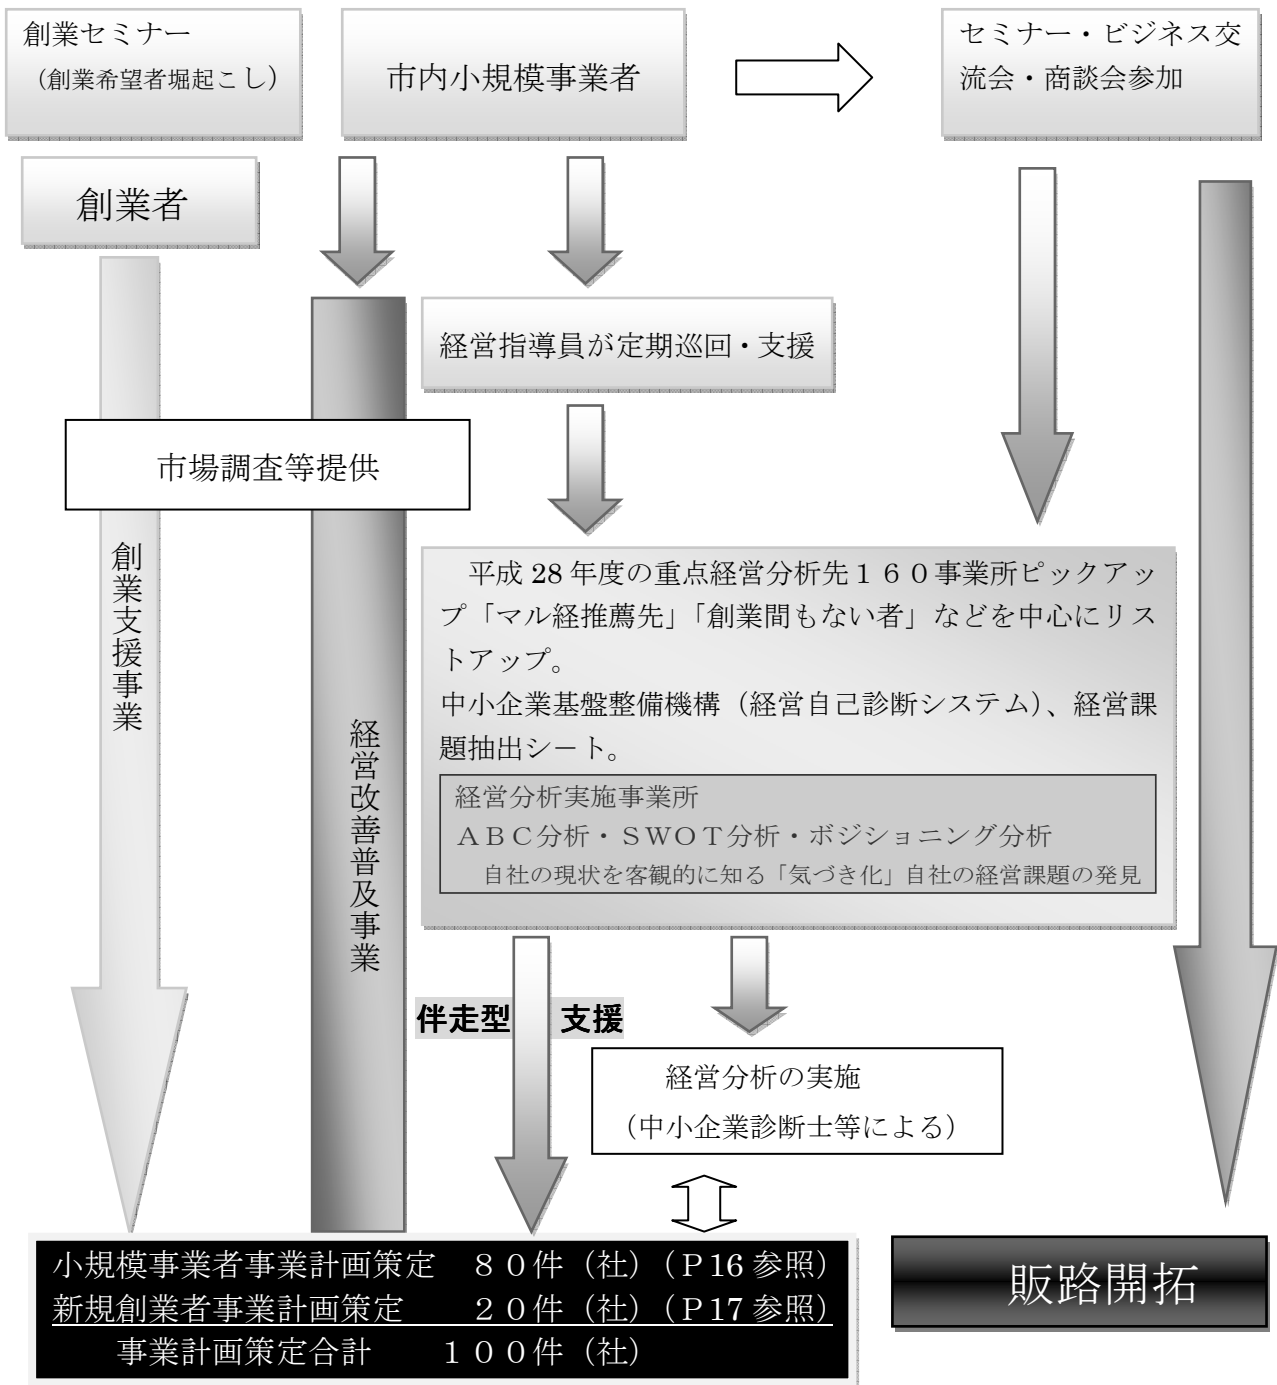 創業セミナー
（創業希望者堀起こし）
市内小規模事業者
セミナー・ビジネス交
流会・商談会参加
創業者
経営指導員が定期巡回・支援
市場調査等提供
創業支援事業
経営改善普及事業
平成 28 年度の重点経営分析先１６０事業所ピックアッ
プ「マル経推薦先」「創業間もない者」などを中心にリス
トアップ。
中小企業基盤整備機構（経営自己診断システム）、経営課
題抽出シート。
経営分析実施事業所
ＡＢＣ分析・ＳＷＯＴ分析・ボジショニング分析
自社の現状を客観的に知る「気づき化」自社の経営課題の発見
伴走型 支援
経営分析の実施
（中小企業診断士等による）
小規模事業者事業計画策定 ８０件（社）（Ｐ16 参照）
新規創業者事業計画策定 ２０件（社）（Ｐ17 参照）
事業計画策定合計 １００件（社）
販路開拓